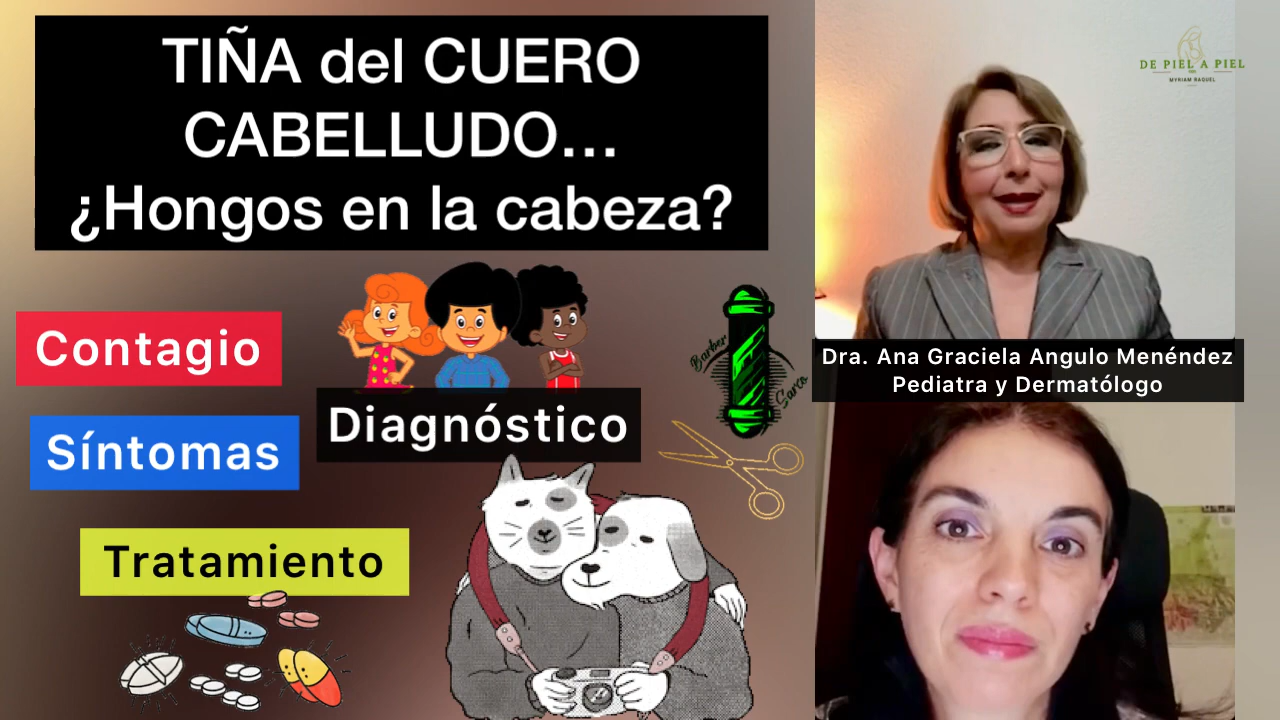 TIÑA del CUERO
CABELLUDO...
¿Hongos en la cabeza?
Contagio
Síntomas
Diagnóstico
Tratamiento
Barber
Sarco
DE PIEL A PIEL
MYRIAM RAQUEL
Dra. Ana Graciela Angulo Menéndez
Pediatra y Dermatólogo